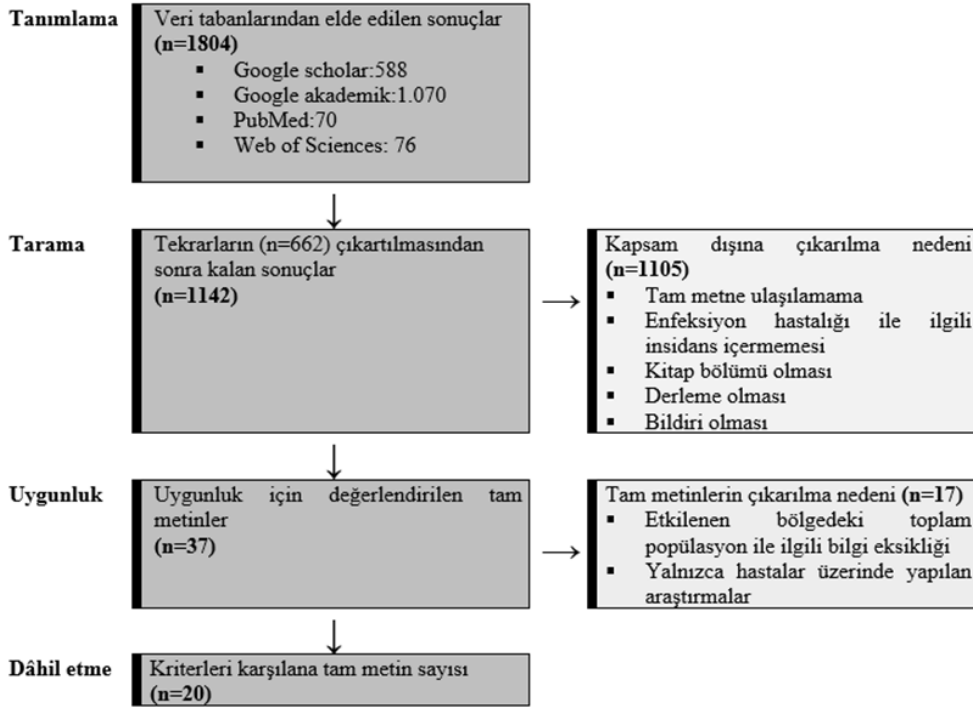 Tanımlama
Veri tabanlarından elde edilen sonuçlar
(n=1804)
▪ Google scholar:588
▪ Google akademik:1.070
▪ PubMed:70
▪ Web of Sciences: 76
Tarama
Tekrarların (n=662) çıkartılmasından
sonra kalan sonuçlar
(n=1142)
Kapsam dışına çıkarılma nedeni
(n=1105)
▪ Tam metne ulaşılamama
▪ Enfeksiyon hastalığı ile ilgili
insidans içermemesi
▪ Kitap bölümü olması
▪ Derleme olması
▪ Bildiri olması
Uygunluk
Uygunluk için değerlendirilen tam
metinler
(n=37)
Tam metinlerin çıkarılma nedeni (n=17)
▪ Etkilenen bölgedeki toplam
popülasyon ile ilgili bilgi eksikliği
▪ Yalnızca hastalar üzerinde yapılan
araştırmalar
Dâhil etme
Kriterleri karşılana tam metin sayısı
(n=20)